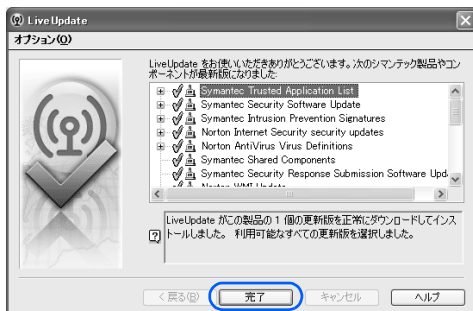 LiveUpdate
オプション(O)
LiveUpdate をお使いいただきありがとうございます。次のシマンテック製品やコン
ポーネントが最新版になりました:
Symantec Trusted Application List
Symantec Security Software Update
Symantec Intrusion Prevention Signatures
Norton Internet Security security updates
Norton AntiVirus Virus Definitions
Symantec Shared Components
Symantec Security Response Submission Software Upd
Norton WMI Update
LiveUpdate がこの製品の 1 個の更新版を正常にダウンロードしてインス
トールしました。 利用可能なすべての更新版を選択しました。
< 戻る(B)
完了
キャンセル
ヘルプ